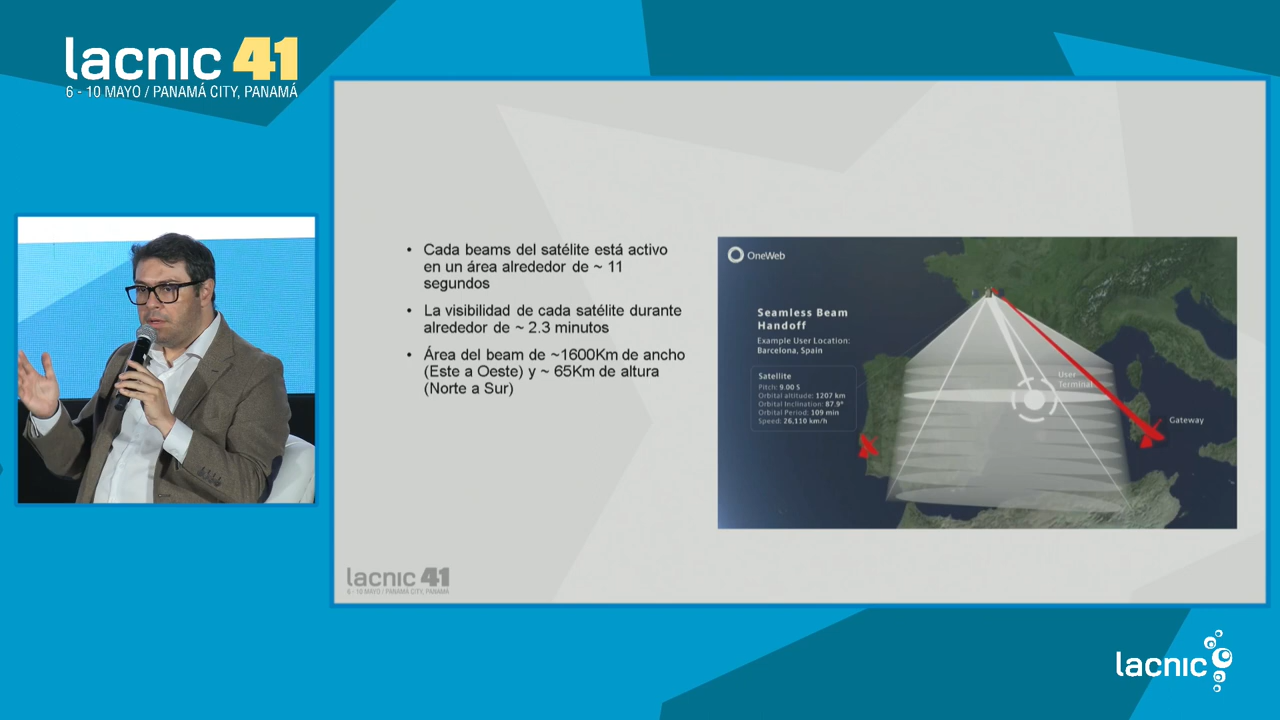 lacnic 41
6 - 10 MAYO / PANAMÁ CITY, PANAMÁ
• Cada beams del satélite está activo
en un área alrededor de ~ 11
segundos
• La visibilidad de cada satélite durante
alrededor de ~ 2.3 minutos
• Área del beam de ~1600Km de ancho
(Este a Oeste) y ~ 65Km de altura
(Norte a Sur)
OneWeb
Seamless Beam
Handoff
Example User Location:
Barcelona, Spain
Satellite
Pitch: 9.00 S
Orbital altitude: 1207 km
Orbital Inclination: 87.9°
Orbital Period: 109 min
Speed: 26,110 km/h
User
Terminal
Gateway
lacnic 41
6 - 10 MAYO / PANAMÁ CITY, PANAMÁ
lacnic